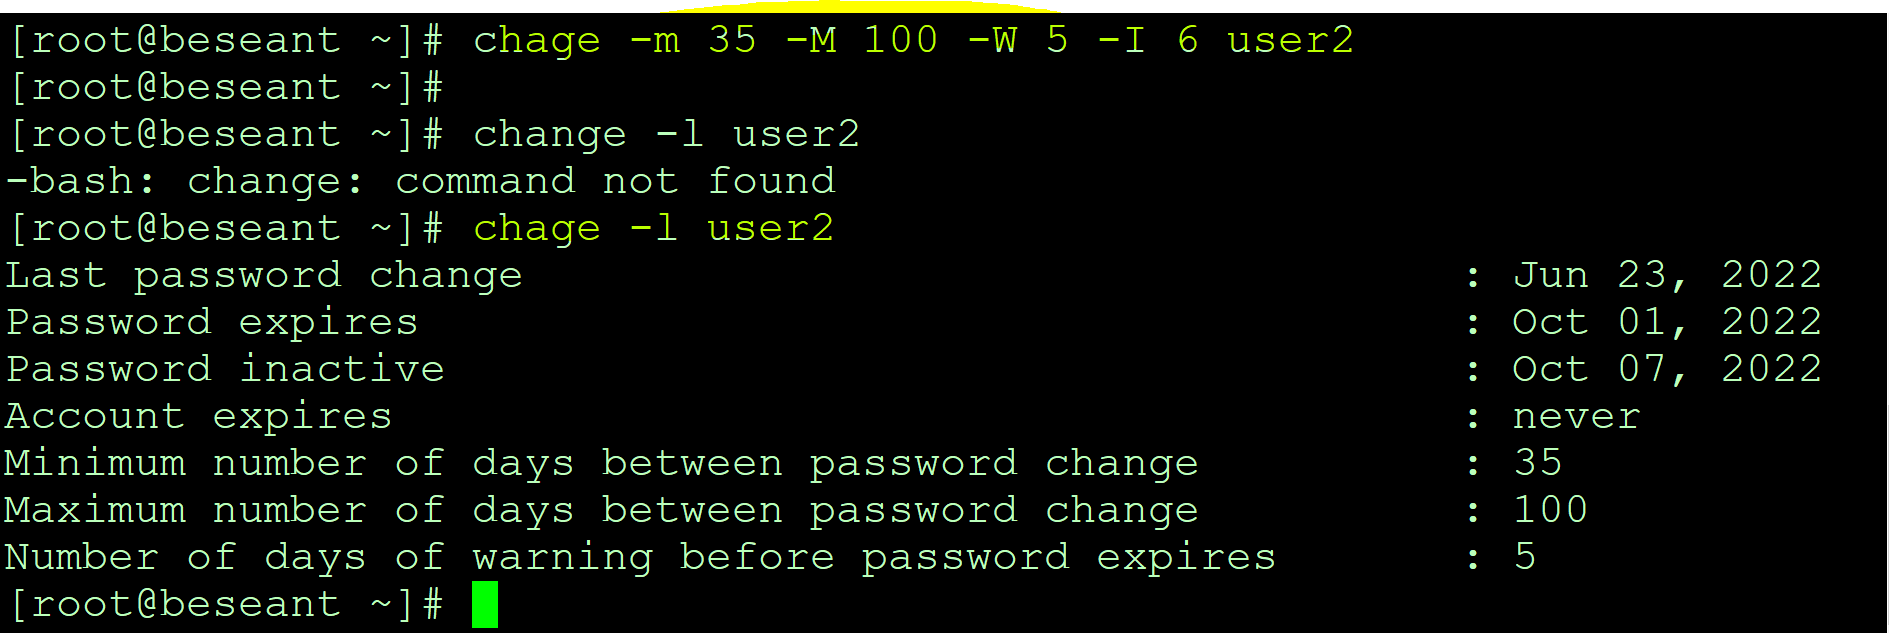 [root@beseant ~]# chage -m 35 -M 100 -W 5 -I 6 user2
[root@beseant ~]#
[root@beseant ~]# change -l user2
-bash: change: command not found
[root@beseant ~]# chage -l user2
Last password change : Jun 23, 2022
Password expires : Oct 01, 2022
Password inactive : Oct 07, 2022
Account expires : never
Minimum number of days between password change : 35
Maximum number of days between password change : 100
Number of days of warning before password expires : 5
[root@beseant ~]#